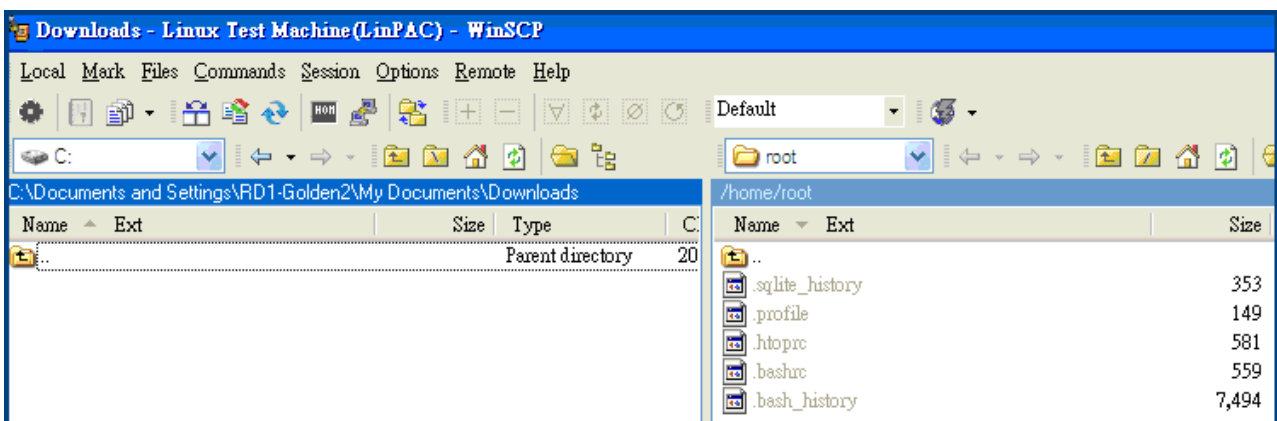 Downloads - Linux Test Machine(LinPAC) - WinSCP
Local Mark Files Commands Session Options Remote Help
Default
C: root
C:\Documents and Settings\RD1-Golden2\My Documents\Downloads /home/root
Name Ext Size Type Name Ext Size
.. Parent directory 20 ..
.sqlite_history 353
.profile 149
.htoprc 581
.bashrc 559
.bash_history 7,494